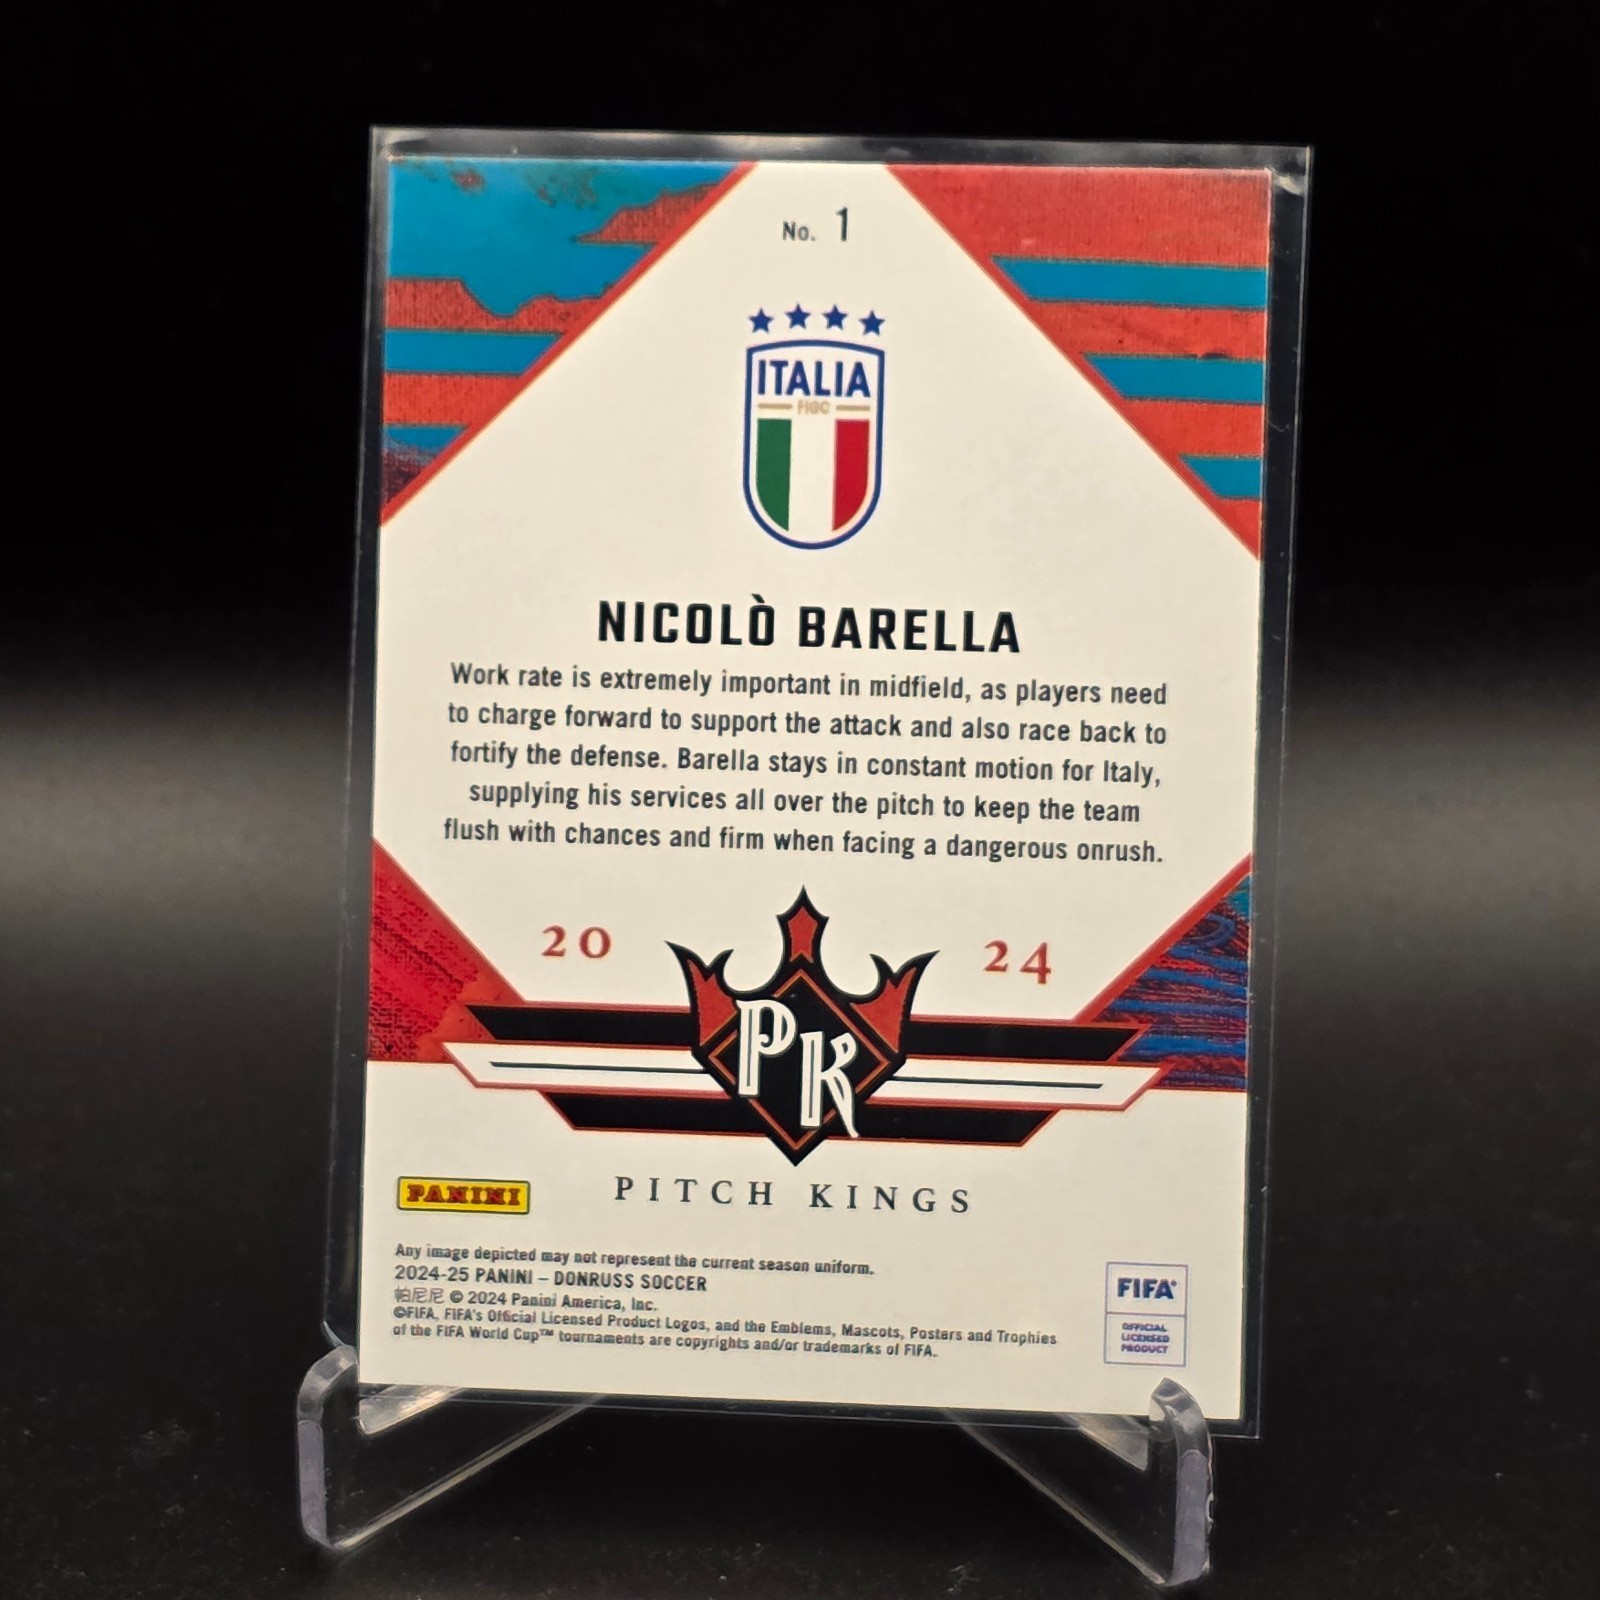 No. 1
ITALIA
FIGC
NICOLÒ BARELLA
Work rate is extremely important in midfield, as players need
to charge forward to support the attack and also race back to
fortify the defense. Barella stays in constant motion for Italy,
supplying his services all over the pitch to keep the team
flush with chances and firm when facing a dangerous onrush.
20 24
PK
PITCH KINGS
PANINI
Any image depicted may not represent the current season uniform.
2024-25 PANINI – DONRUSS SOCCER
帕尼尼 © 2024 Panini America, Inc.
©FIFA, FIFA's Official Licensed Product Logos, and the Emblems, Mascots, Posters and Trophies
of the FIFA World Cup™ tournaments are copyrights and/or trademarks of FIFA.
FIFA®
OFFICIAL
LICENSED
PRODUCT